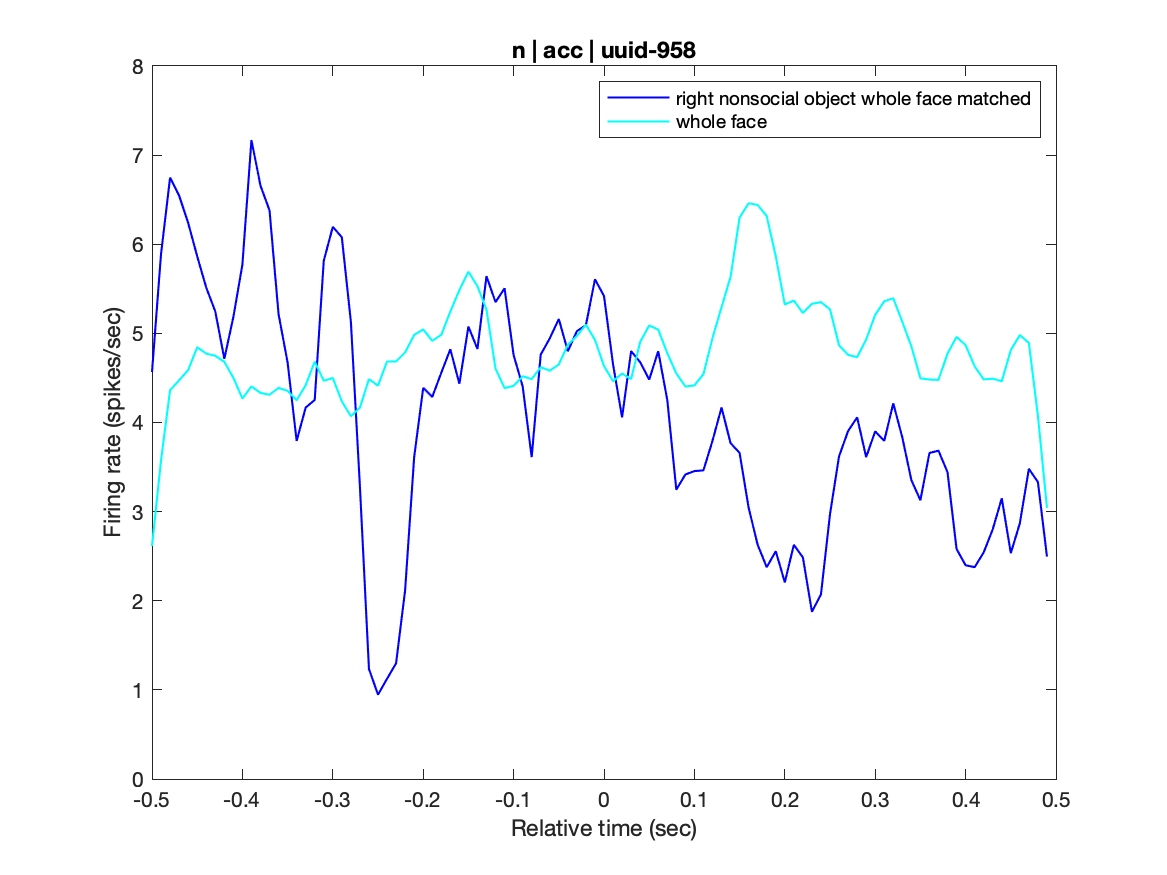 n | acc | uuid-958
right nonsocial object whole face matched
whole face
Firing rate (spikes/sec)
8
7
6
5
4
3
2
1
0
-0.5 -0.4 -0.3 -0.2 -0.1 0 0.1 0.2 0.3 0.4 0.5
Relative time (sec)